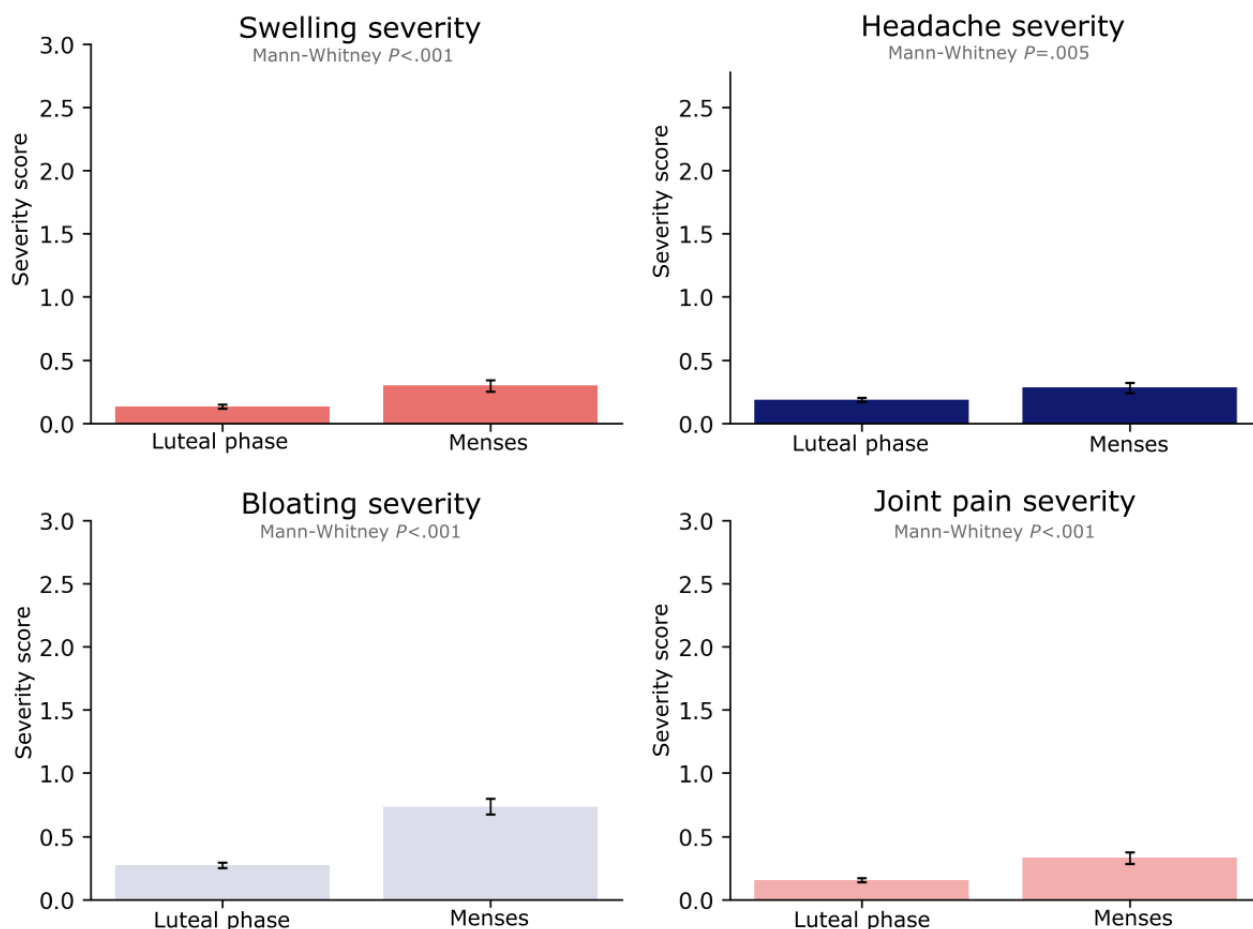 Swelling severity
Mann-Whitney P<.001
3.0
2.5
2.0
1.5
1.0
0.5
0.0
Severity score
Luteal phase
Menses
Headache severity
Mann-Whitney P=.005
2.5
2.0
1.5
1.0
0.5
0.0
Severity score
Luteal phase
Menses
Bloating severity
Mann-Whitney P<.001
3.0
2.5
2.0
1.5
1.0
0.5
0.0
Severity score
Luteal phase
Menses
Joint pain severity
Mann-Whitney P<.001
3.0
2.5
2.0
1.5
1.0
0.5
0.0
Severity score
Luteal phase
Menses